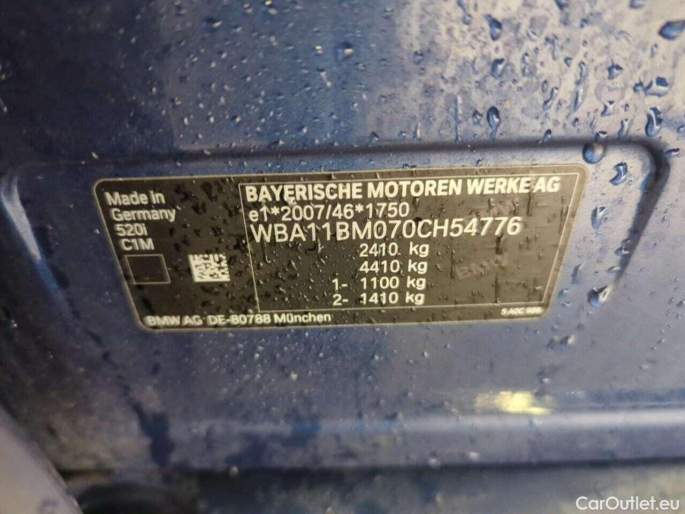 Made in
Germany
520i
C1M
BAYERISCHE MOTOREN WERKE AG
e1*2007/46*1750
WBA11BM070CH54776
2410 kg
4410 kg
1- 1100 kg
2- 1410 kg
BMW AG DE-80788 München
CarOutlet.eu